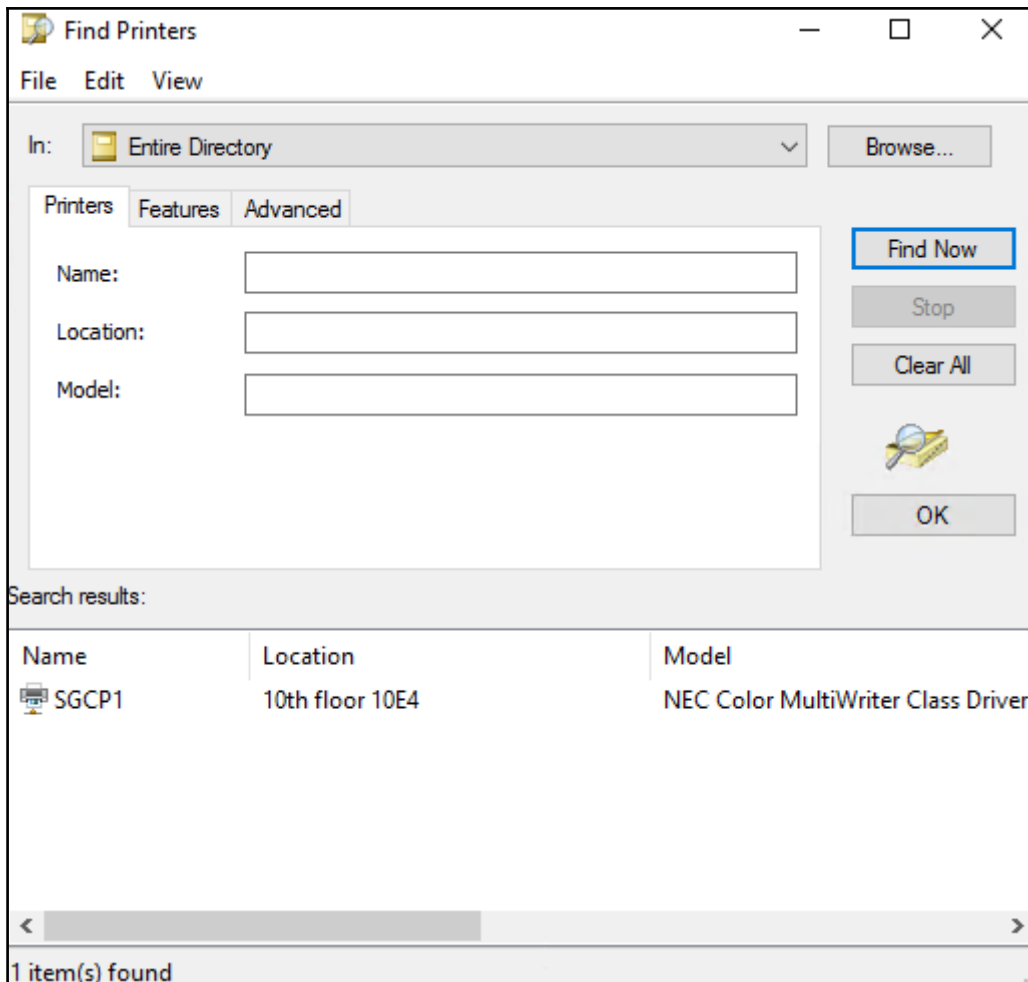 Find Printers
File Edit View
In: Entire Directory Browse...
Printers Features Advanced
Name: Find Now
Location: Stop
Model: Clear All
OK
Search results:
Name Location Model
SGCP1 10th floor 10E4 NEC Color MultiWriter Class Driver
1 item(s) found